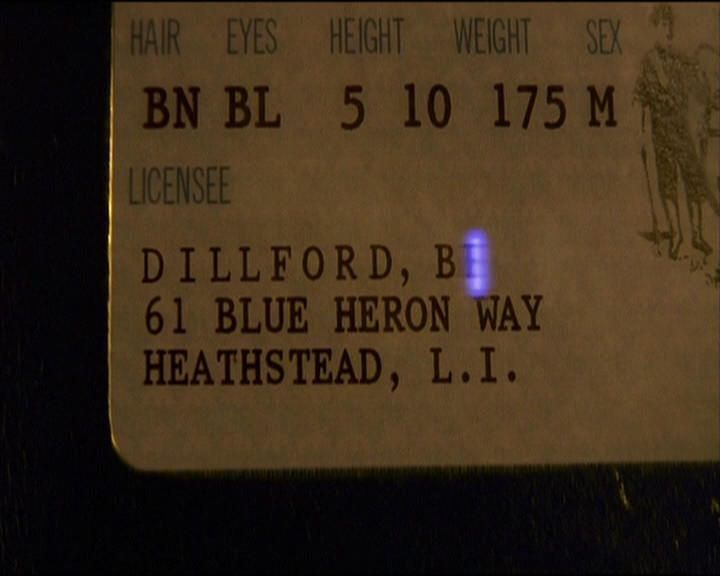 HAIR EYES HEIGHT WEIGHT SEX
BN BL 5 10 175 M
LICENSEE
DILLFORD, B
61 BLUE HERON WAY
HEATHSTEAD, L.I.